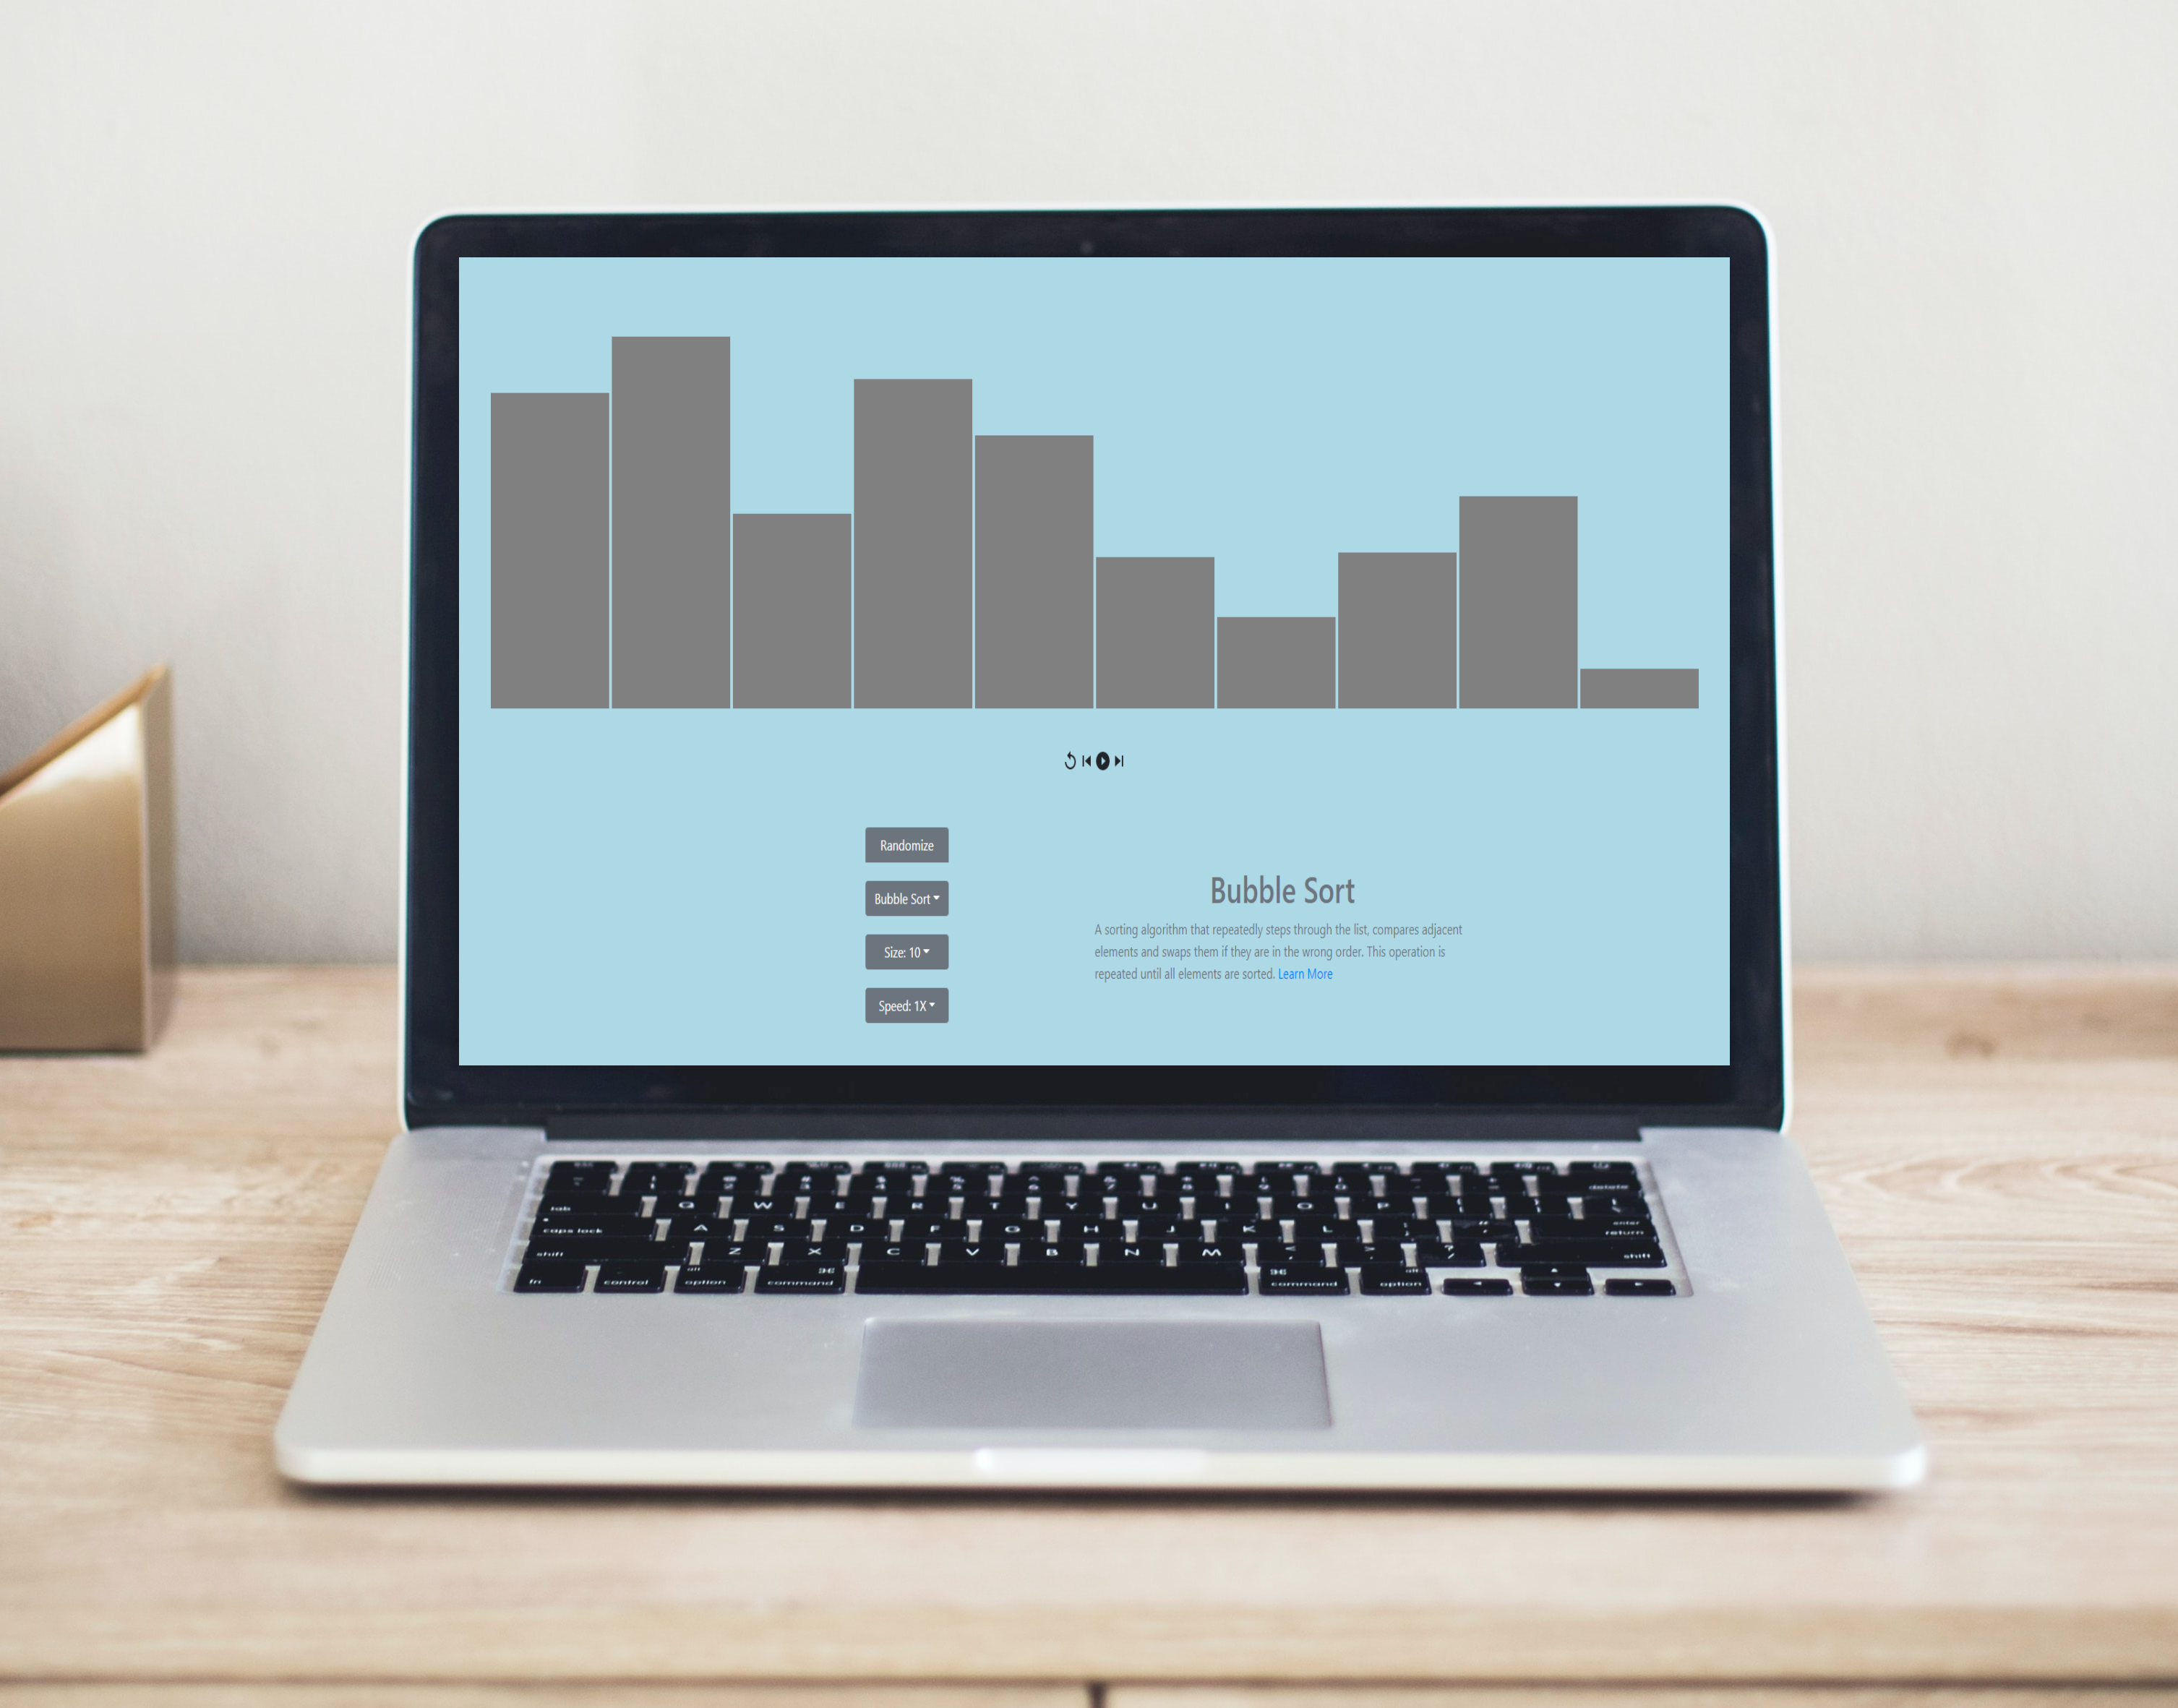 Randomize
Bubble Sort
Size: 10
Speed: 1X
Bubble Sort
A sorting algorithm that repeatedly steps through the list, compares adjacent
elements and swaps them if they are in the wrong order. This operation is
repeated until all elements are sorted. Learn More
delete
tab Q W E R T Y U I O P
caps lock A S D F G H J K L ; " enter return
shift Z X C V B N M < > ? shift
fn control alt option ⌘ command ⌘ command alt option